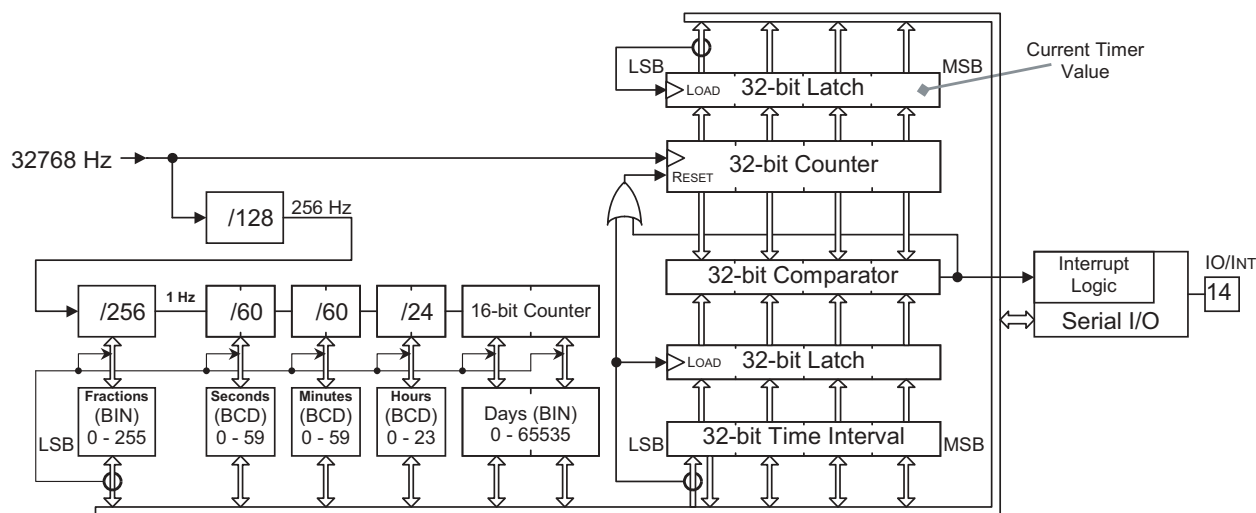 Current Timer
Value
LSB
MSB
LOAD
32-bit Latch
32768 Hz
32-bit Counter
RESET
/128
256 Hz
32-bit Comparator
Interrupt
Logic
IO/INT
14
Serial I/O
/256
1 Hz
/60
/60
/24
16-bit Counter
LOAD
32-bit Latch
Fractions
(BIN)
0 - 255
Seconds
(BCD)
0 - 59
Minutes
(BCD)
0 - 59
Hours
(BCD)
0 - 23
Days (BIN)
0 - 65535
LSB
LSB
32-bit Time Interval
MSB